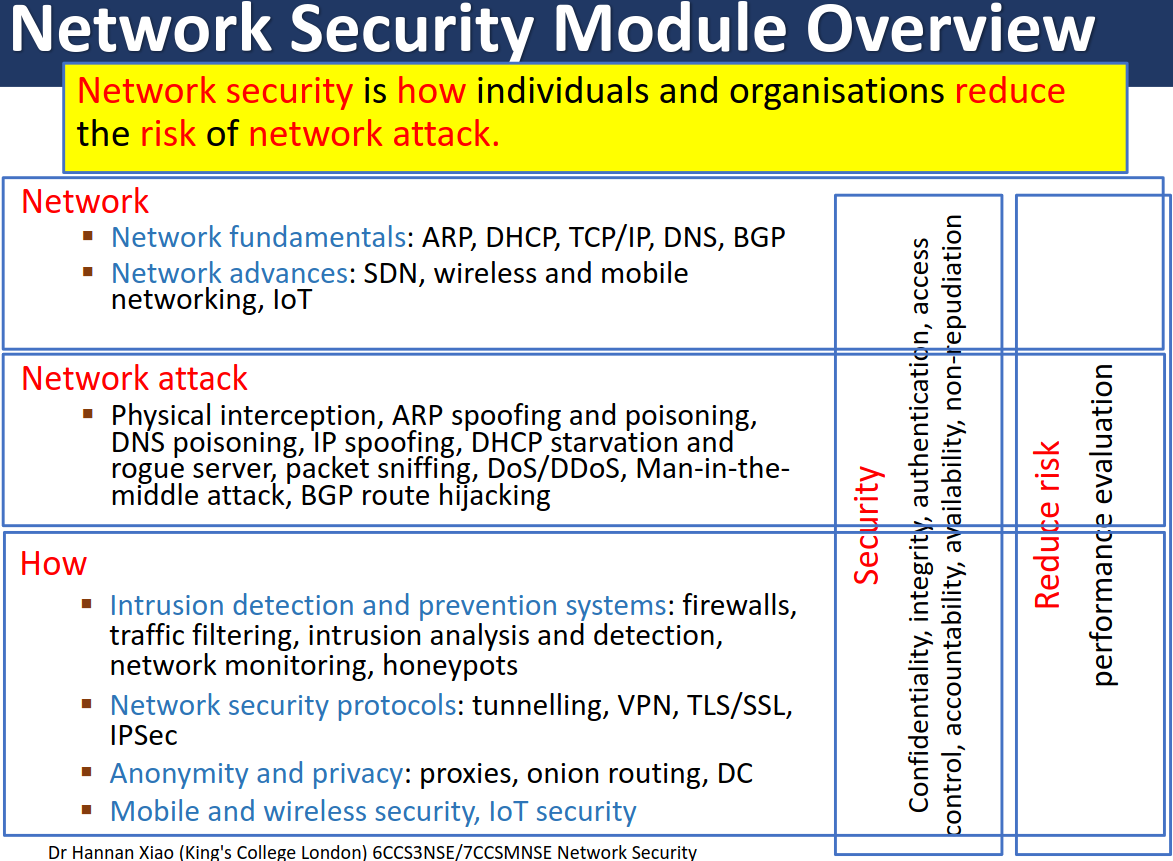 Network Security Module Overview
Network security is how individuals and organisations reduce
the risk of network attack.
Network
▪ Network fundamentals: ARP, DHCP, TCP/IP, DNS, BGP
▪ Network advances: SDN, wireless and mobile
networking, IoT
Network attack
▪ Physical interception, ARP spoofing and poisoning,
DNS poisoning, IP spoofing, DHCP starvation and
rogue server, packet sniffing, DoS/DDoS, Man-in-the-
middle attack, BGP route hijacking
How
▪ Intrusion detection and prevention systems: firewalls,
traffic filtering, intrusion analysis and detection,
network monitoring, honeypots
▪ Network security protocols: tunnelling, VPN, TLS/SSL,
IPSec
▪ Anonymity and privacy: proxies, onion routing, DC
▪ Mobile and wireless security, IoT security
Security
Confidentiality, integrity, authentication, access
control, accountability, availability, non-repudiation
Reduce risk
performance evaluation
Dr Hannan Xiao (King's College London) 6CCS3NSE/7CCSMNSE Network Security